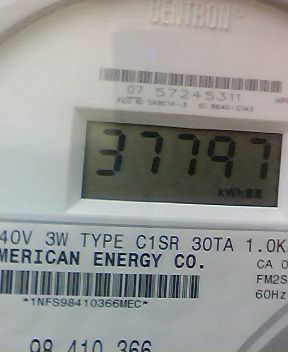 CENTRON®
07 57245311
37797
kWh
40V 3W TYPE C1SR 30TA 1.0K
MERICAN ENERGY CO.
CA 0
FM2S
60Hz
*1NFS98410366MEC*
98 410 366